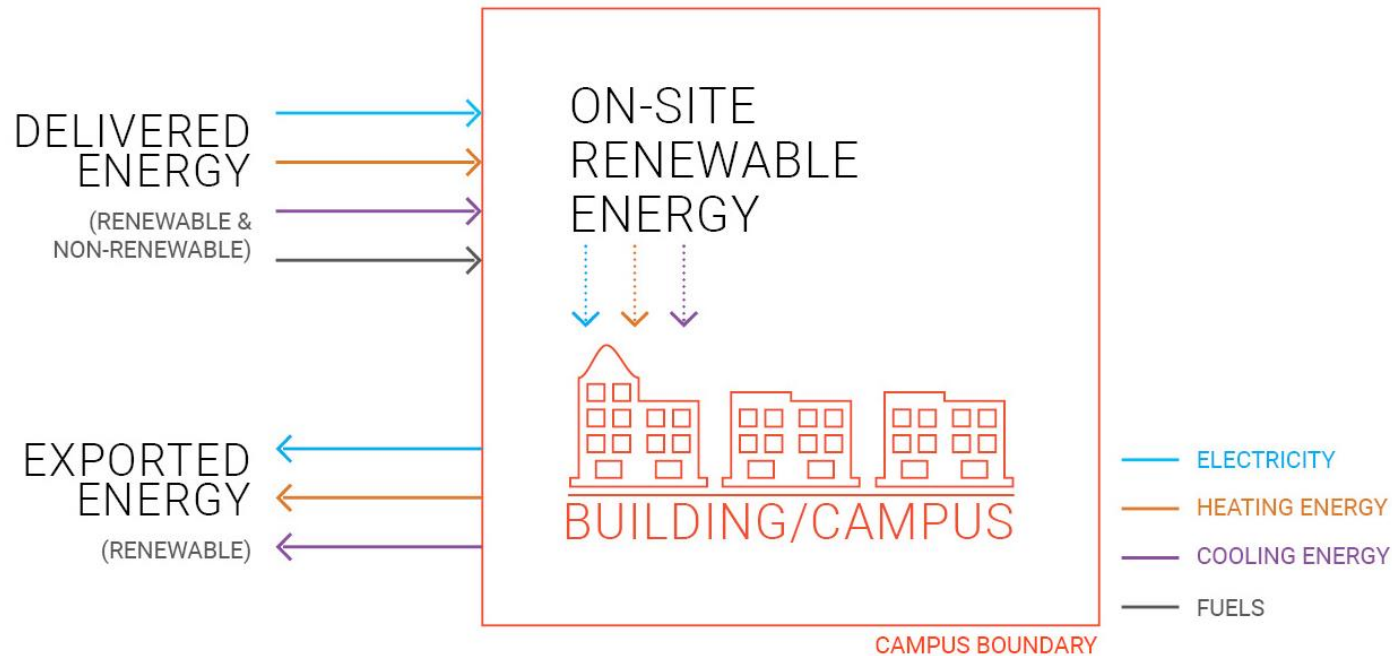 DELIVERED
ENERGY
(RENEWABLE &
NON-RENEWABLE)
ON-SITE
RENEWABLE
ENERGY
EXPORTED
ENERGY
(RENEWABLE)
BUILDING/CAMPUS
ELECTRICITY
HEATING ENERGY
COOLING ENERGY
FUELS
CAMPUS BOUNDARY